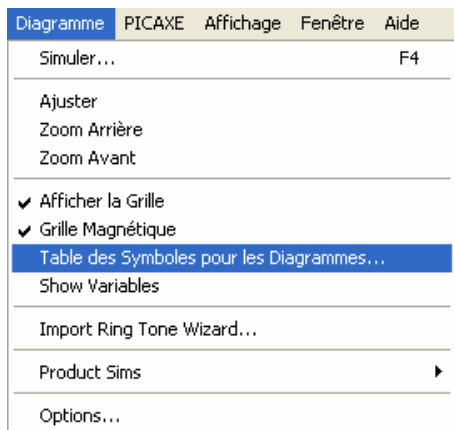 Diagramme PICAXE Affichage Fenêtre Aide
Simuler... F4
Ajuster
Zoom Arrière
Zoom Avant
Afficher la Grille
Grille Magnétique
Table des Symboles pour les Diagrammes...
Show Variables
Import Ring Tone Wizard...
Product Sims
Options...